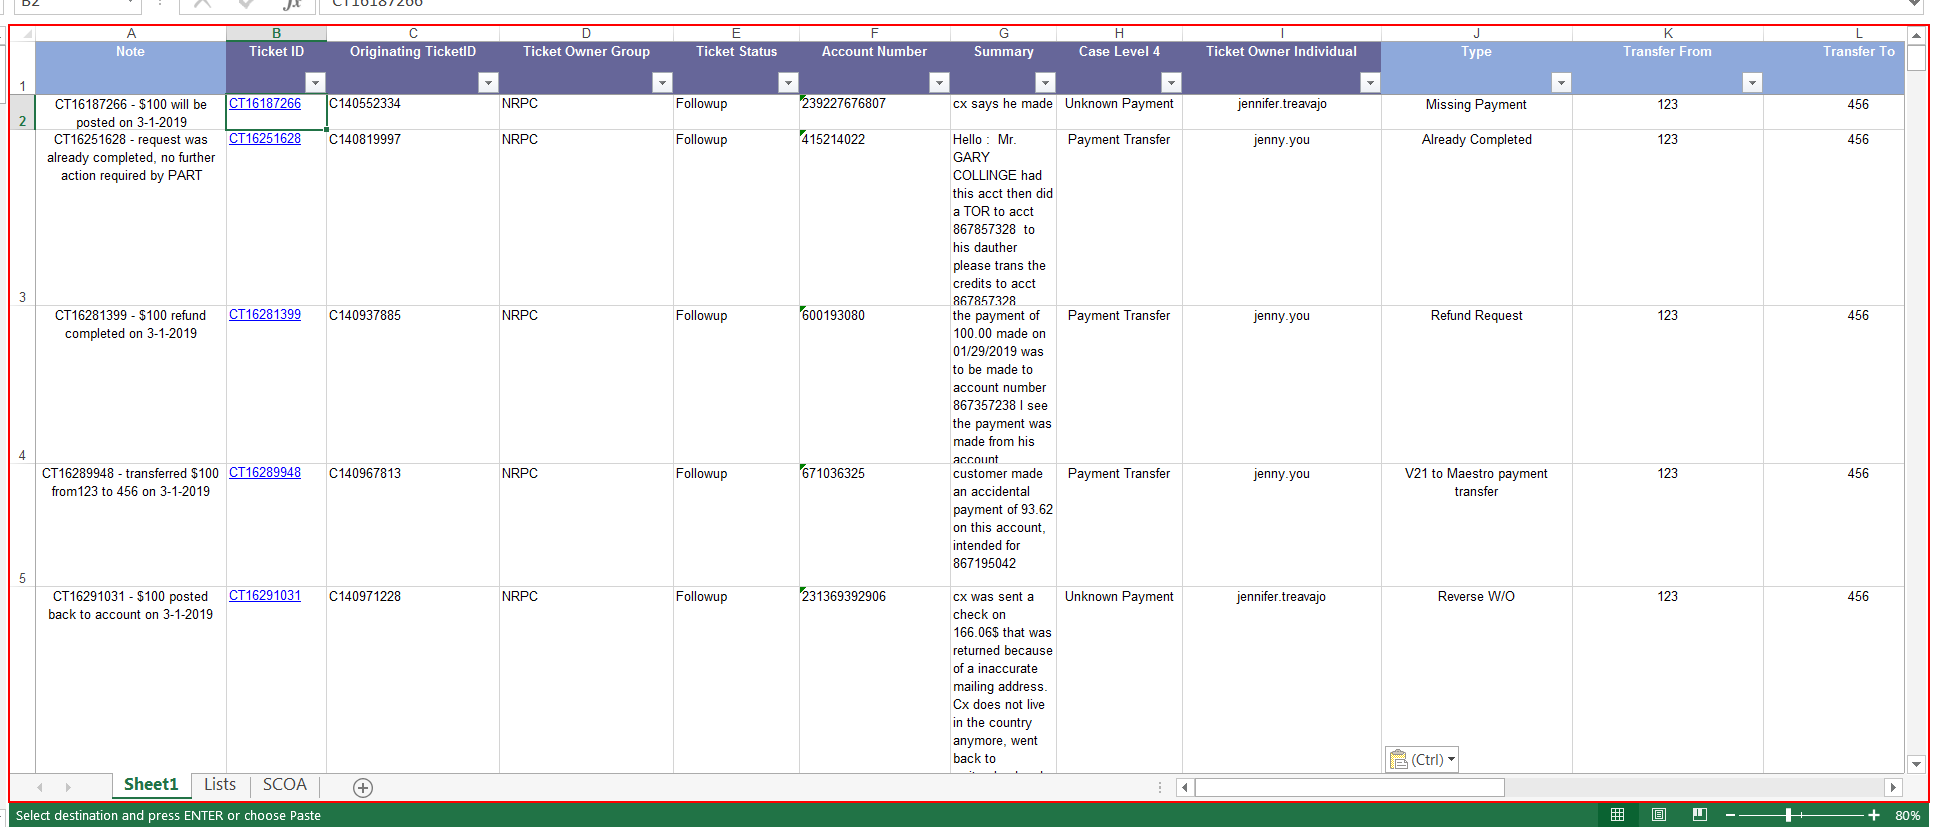 B2
CT16187266
A B C D E F G H I J K L
Note Ticket ID Originating TicketID Ticket Owner Group Ticket Status Account Number Summary Case Level 4 Ticket Owner Individual Type Transfer From Transfer To
1
2
CT16187266 - $100 will be
posted on 3-1-2019
CT16187266
C140552334
NRPC
Followup
239227676807
cx says he made
Unknown Payment
jennifer.treavajo
Missing Payment
123
456
3
CT16251628 - request was
already completed, no further
action required by PART
CT16251628
C140819997
NRPC
Followup
415214022
Hello : Mr.
GARY
COLLINGE had
this acct then did
a TOR to acct
867857328 to
his dauther
please trans the
credits to acct
867857328
Payment Transfer
jenny.you
Already Completed
123
456
4
CT16281399 - $100 refund
completed on 3-1-2019
CT16281399
C140937885
NRPC
Followup
600193080
the payment of
100.00 made on
01/29/2019 was
to be made to
account number
867357238 I see
the payment was
made from his
account
Payment Transfer
jenny.you
Refund Request
123
456
5
CT16289948 - transferred $100
from123 to 456 on 3-1-2019
CT16289948
C140967813
NRPC
Followup
671036325
customer made
an accidental
payment of 93.62
on this account,
intended for
867195042
Payment Transfer
jenny.you
V21 to Maestro payment
transfer
123
456
CT16291031 - $100 posted
back to account on 3-1-2019
CT16291031
C140971228
NRPC
Followup
231369392906
cx was sent a
check on
166.06$ that was
returned because
of a inaccurate
mailing address.
Cx does not live
in the country
anymore, went
back to
Unknown Payment
jennifer.treavajo
Reverse W/O
123
456
(Ctrl)
Sheet1 Lists SCOA
Select destination and press ENTER or choose Paste
80%